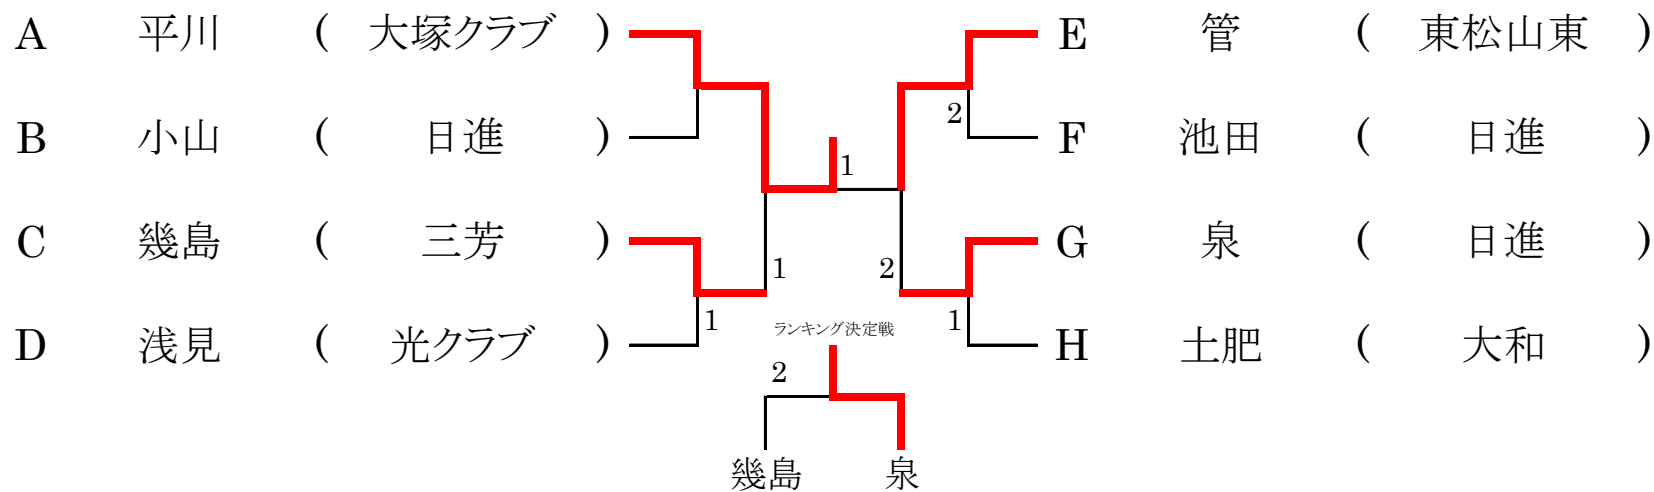 A 平川 ( 大塚クラブ ) E 管 ( 東松山東 )
2
B 小山 ( 日進 ) F 池田 ( 日進 )
1
C 幾島 ( 三芳 ) G 泉 ( 日進 )
1 2
D 浅見 ( 光クラブ ) 1 ランキング決定戦 1 H 土肥 ( 大和 )
2
幾島 泉